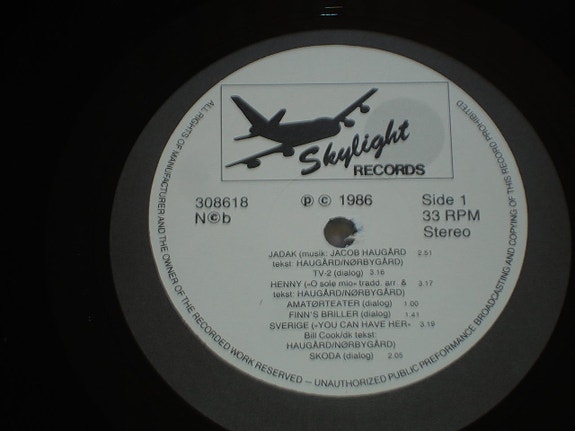 Skylight
RECORDS
308618 ℗ © 1986 Side 1
N©b 33 RPM
Stereo
JADAK (musik: JACOB HAUGÅRD 2.51
tekst: HAUGÅRD/NØRBYGÅRD)
TV-2 (dialog) 3.16
HENNY («O sole mio» tradd. arr. & 3.17
tekst: HAUGÅRD/NØRBYGÅRD)
AMATØRTEATER (dialog) 1.08
FINN'S BRILLER (dialog) 1.41
SVERIGE («YOU CAN HAVE HER» 3.19
Bill Cook/dk tekst:
HAUGÅRD/NØRBYGÅRD)
SKODA (dialog) 2.05
ALL RIGHTS OF MANUFACTURER AND THE OWNER OF THE RECORDED WORK RESERVED – UNAUTHORIZED PUBLIC PREFORMANCE BROADCASTING AND COPYING OF THIS RECORD PROHIBITED